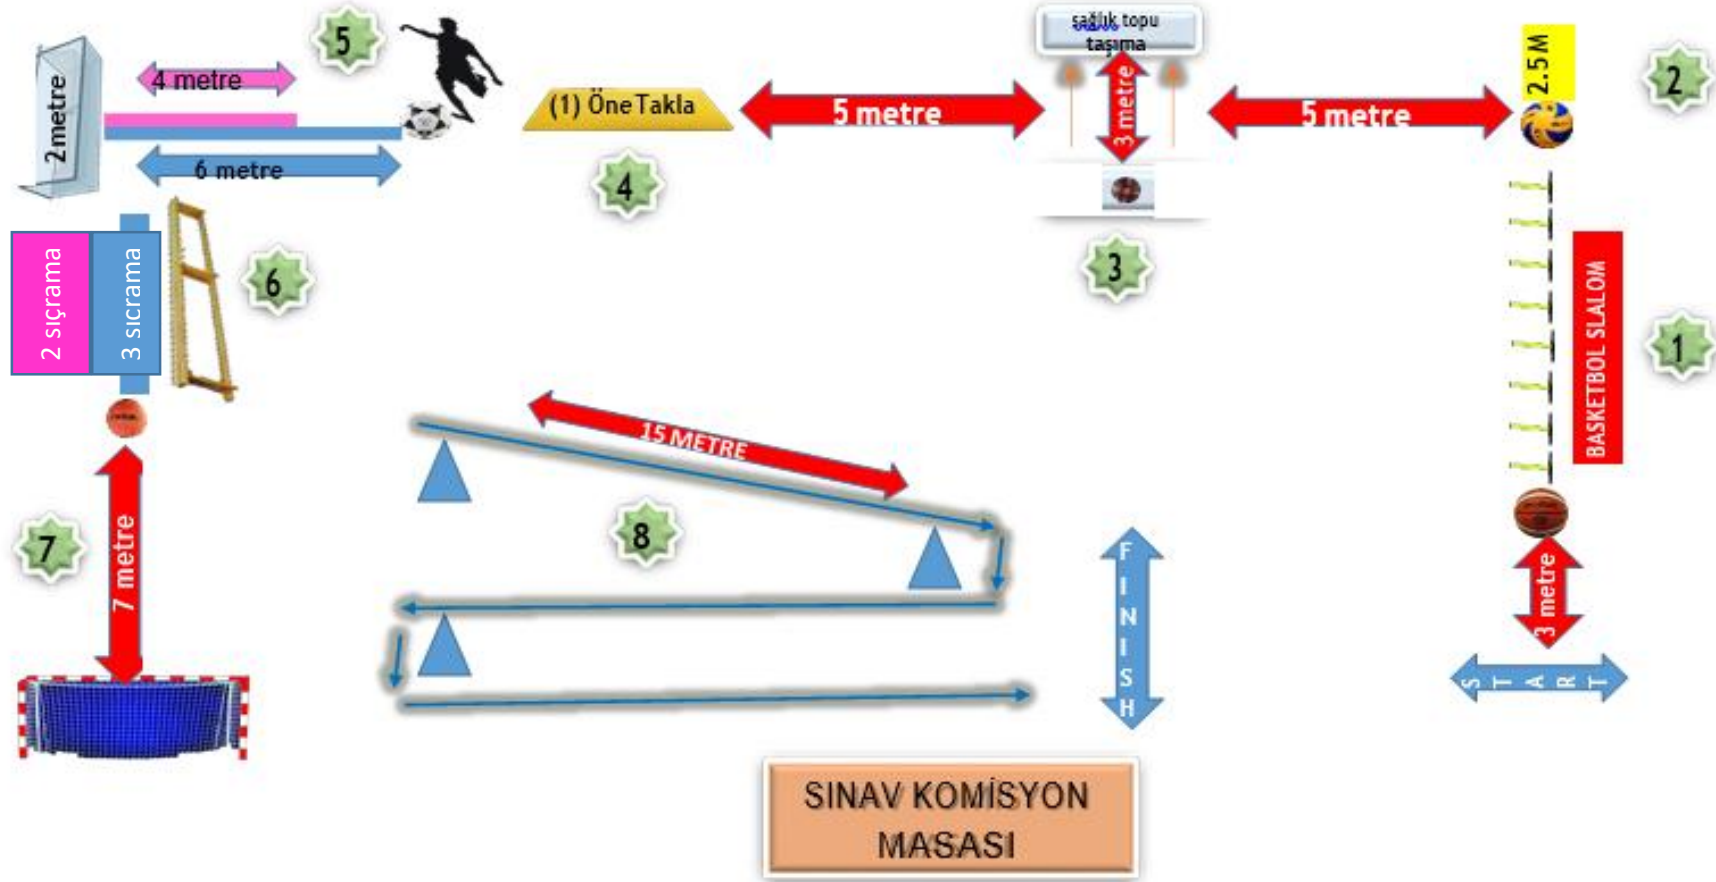 5
4 metre
2metre
6 metre
(1) Öne Takla
4
5 metre
sağlık topu
taşıma
3 metre
3
5 metre
2.5 M
2
BASKETBOL SLALOM
1
3 metre
START
2 sıçrama
3 sıcrama
6
7
7 metre
15 METRE
8
FINISH
SINAV KOMİSYON
MASASI